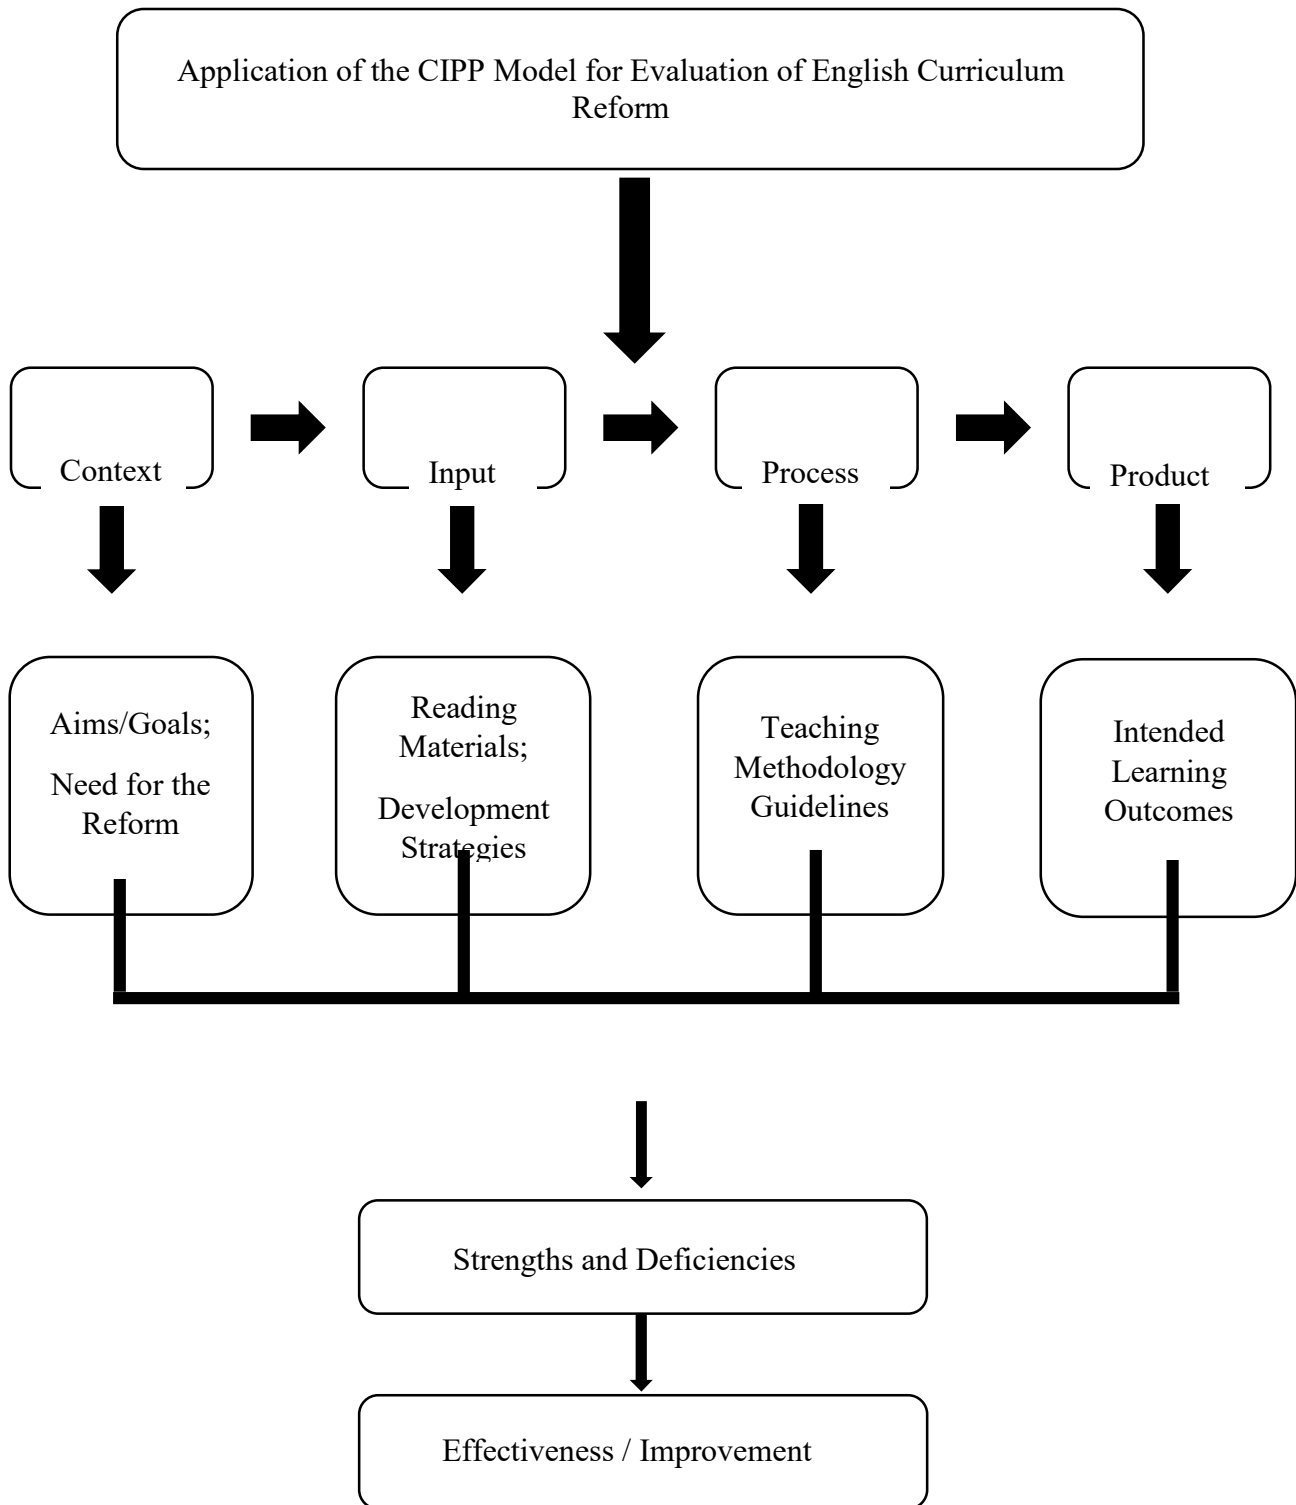 Application of the CIPP Model for Evaluation of English Curriculum
Reform
Context
Input
Process
Product
Aims/Goals;
Need for the
Reform
Reading
Materials;
Development
Strategies
Teaching
Methodology
Guidelines
Intended
Learning
Outcomes
Strengths and Deficiencies
Effectiveness / Improvement